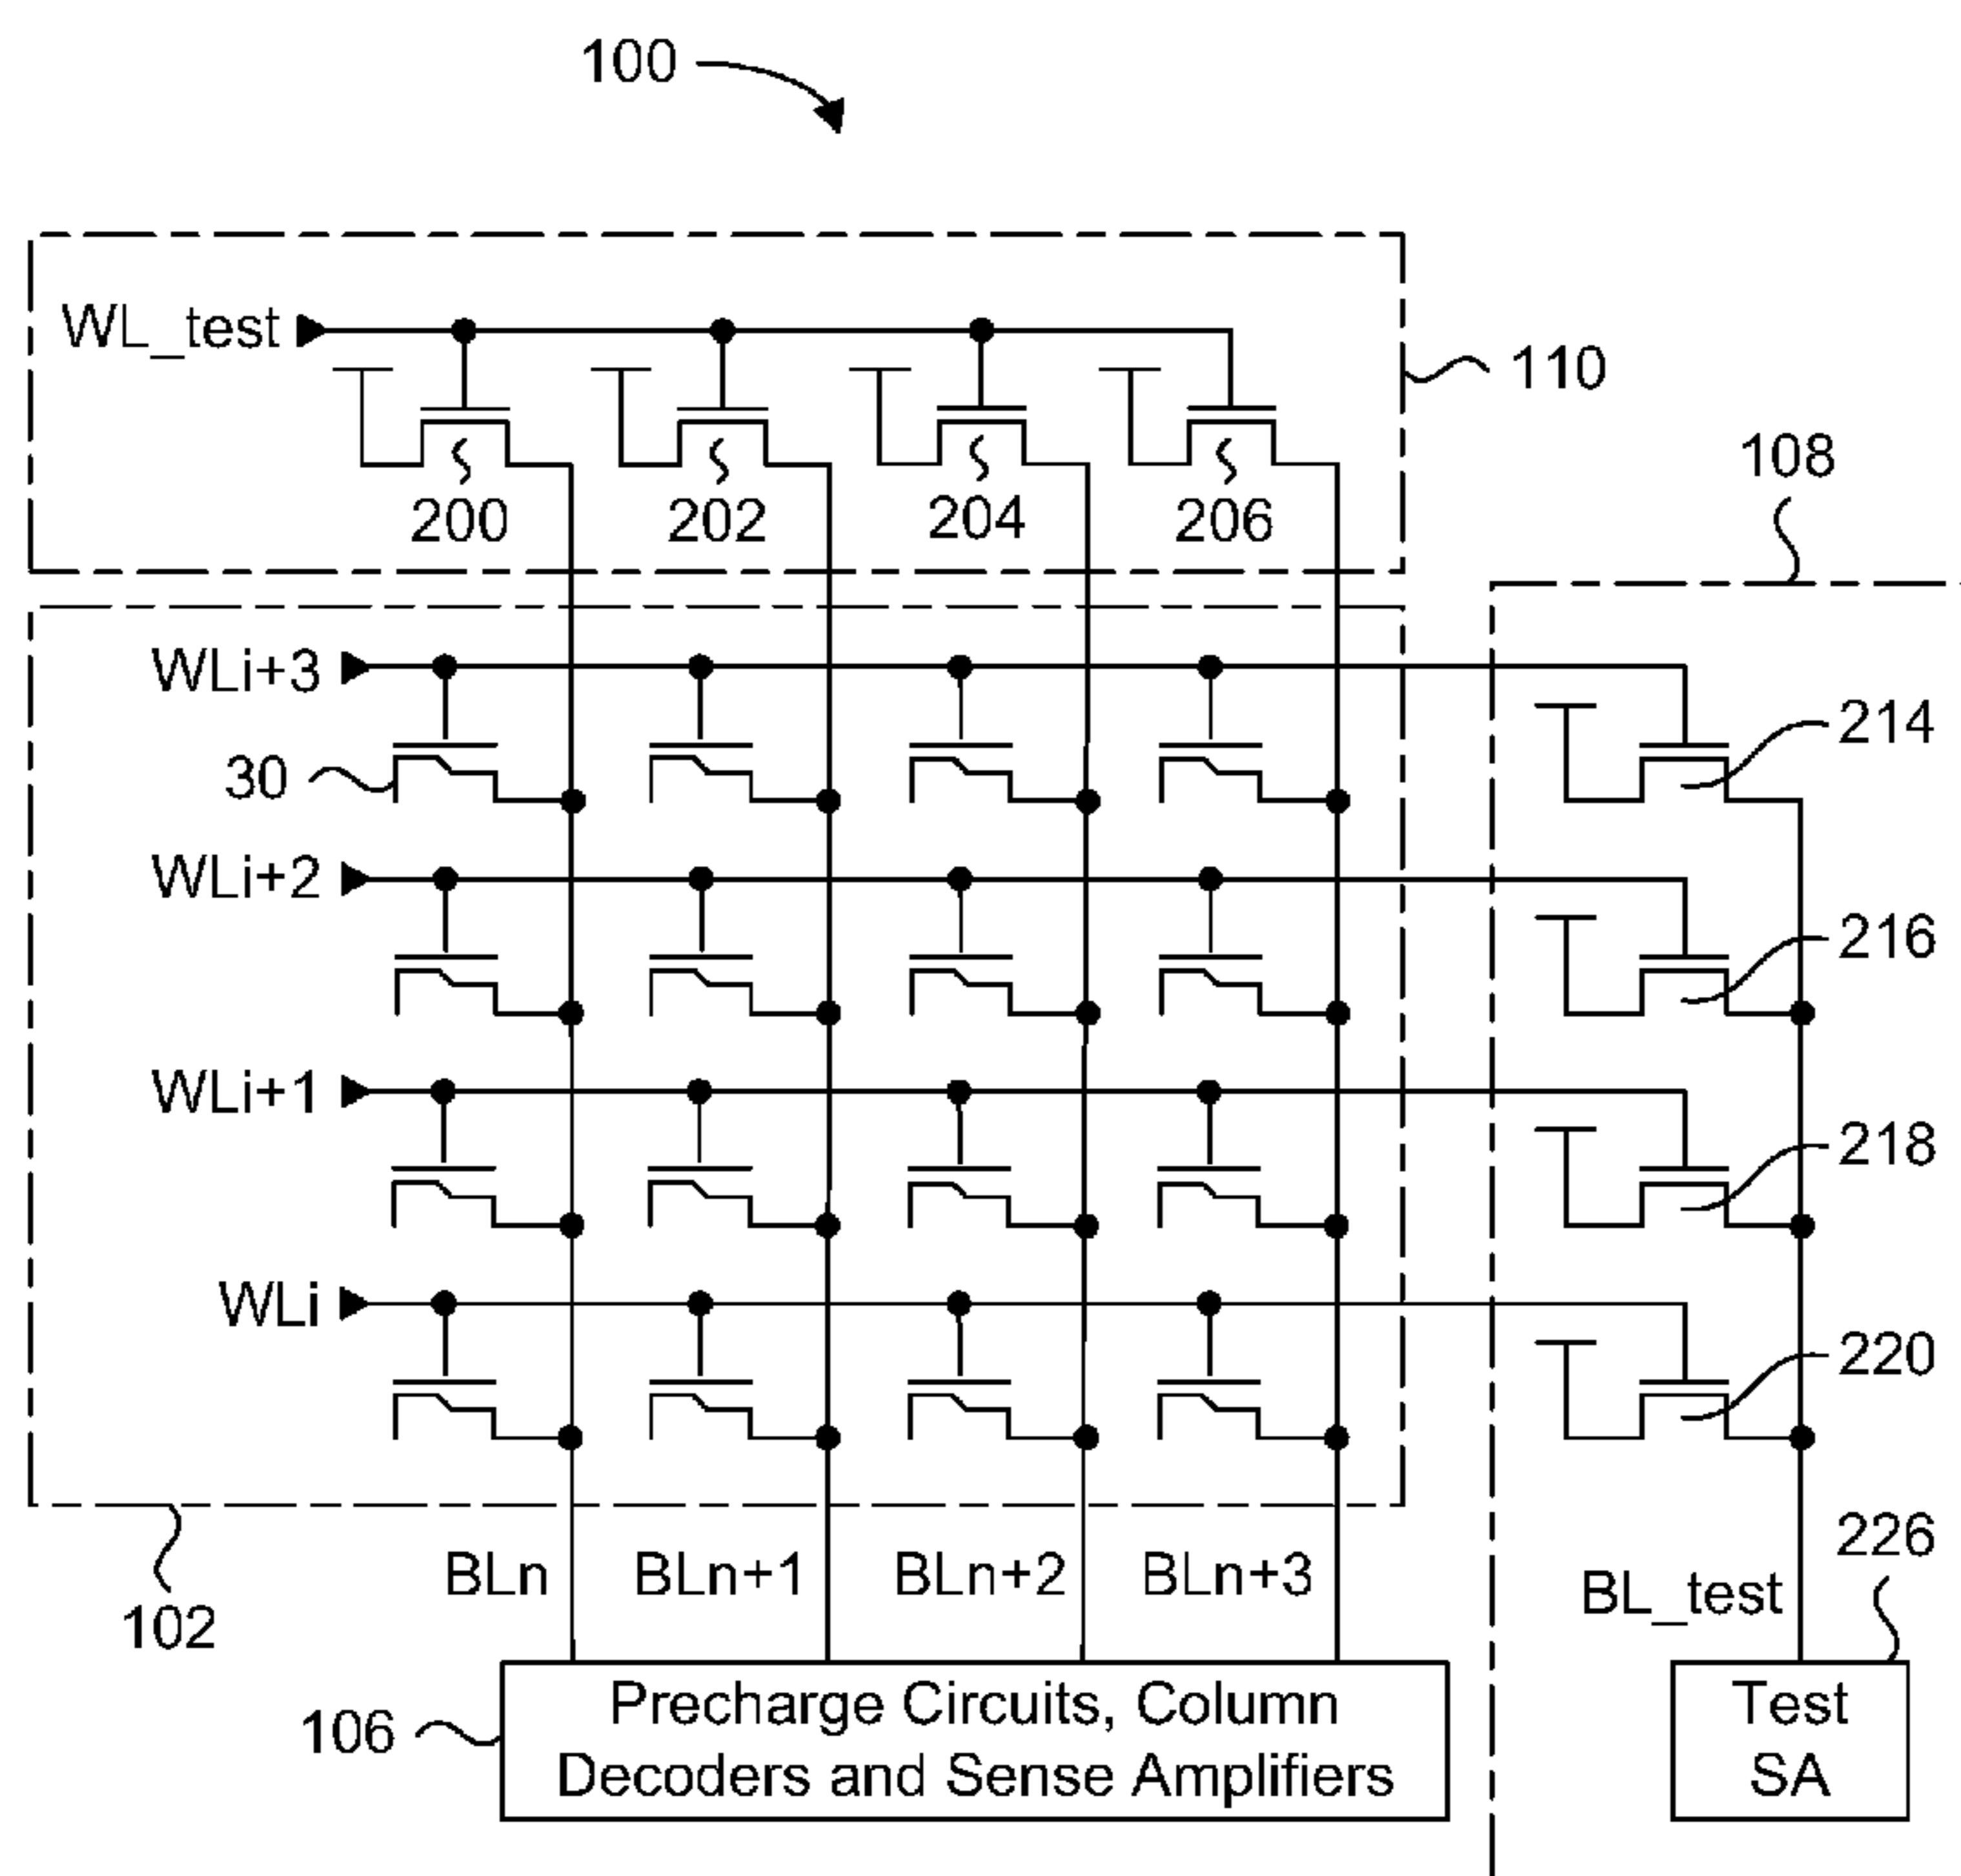 100
WL_test
110
200
202
204
206
108
WLi+3
214
30
WLi+2
216
WLi+1
218
WLi
220
226
BLn
BLn+1
BLn+2
BLn+3
BL_test
102
106
Precharge Circuits, Column
Decoders and Sense Amplifiers
Test
SA